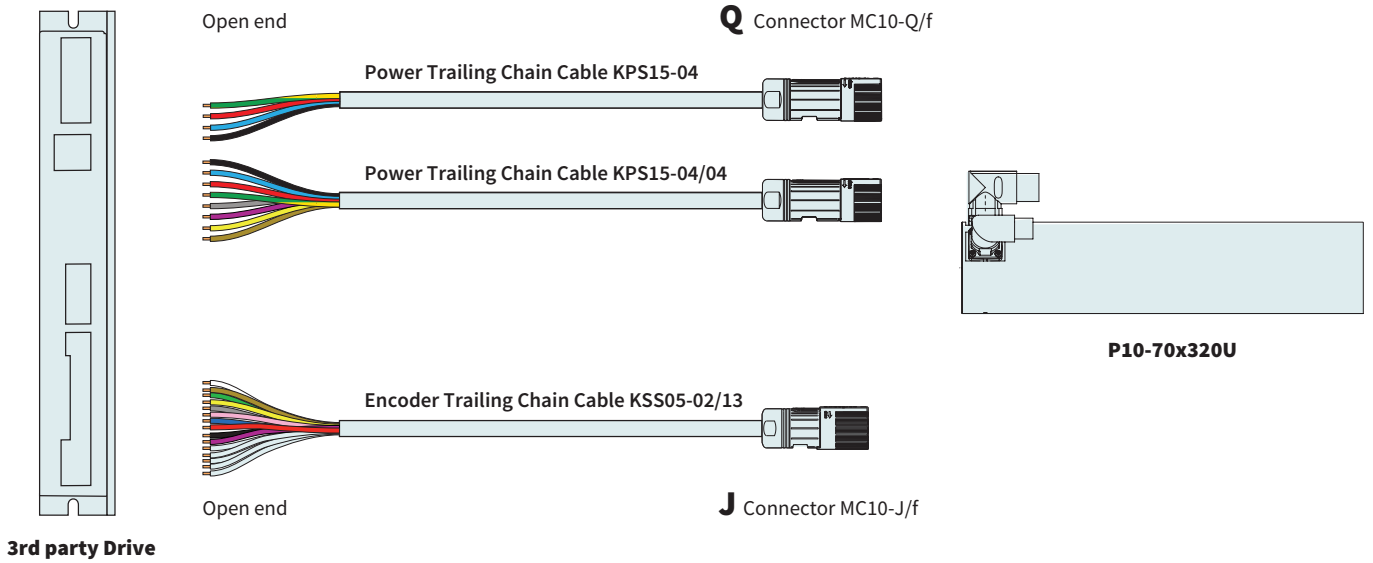 Open end
Q Connector MC10-Q/f
Power Trailing Chain Cable KPS15-04
Power Trailing Chain Cable KPS15-04/04
P10-70x320U
Encoder Trailing Chain Cable KSS05-02/13
Open end
J Connector MC10-J/f
3rd party Drive